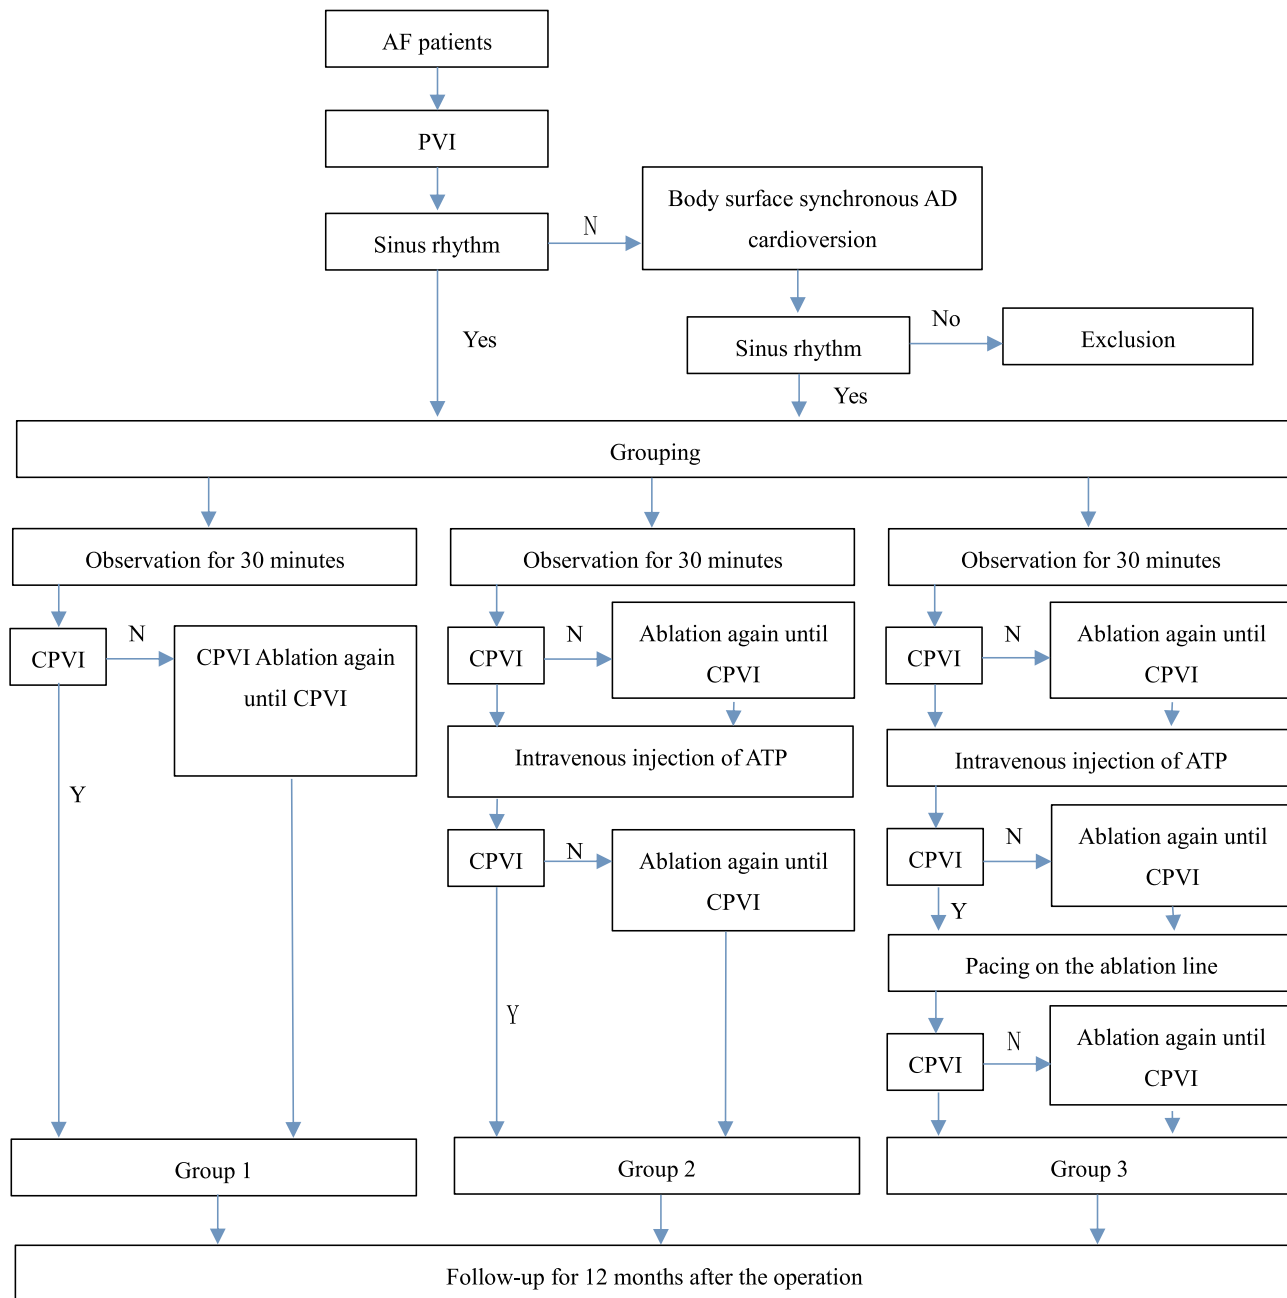 AF patients
PVI
Sinus rhythm
N
Body surface synchronous AD
cardioversion
Yes
Sinus rhythm
No
Exclusion
Yes
Grouping
Observation for 30 minutes
CPVI
N
CPVI Ablation again
until CPVI
Y
Group 1
Observation for 30 minutes
CPVI
N
Ablation again until
CPVI
Intravenous injection of ATP
CPVI
N
Ablation again until
CPVI
Y
Group 2
Observation for 30 minutes
CPVI
N
Ablation again until
CPVI
Intravenous injection of ATP
CPVI
N
Ablation again until
CPVI
Y
Pacing on the ablation line
CPVI
N
Ablation again until
CPVI
Group 3
Follow-up for 12 months after the operation